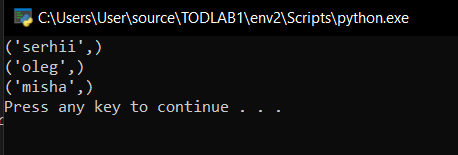 C:\Users\User\source\TODLAB1\env2\Scripts\python.exe
('serhii',)
('oleg',)
('misha',)
Press any key to continue . . .